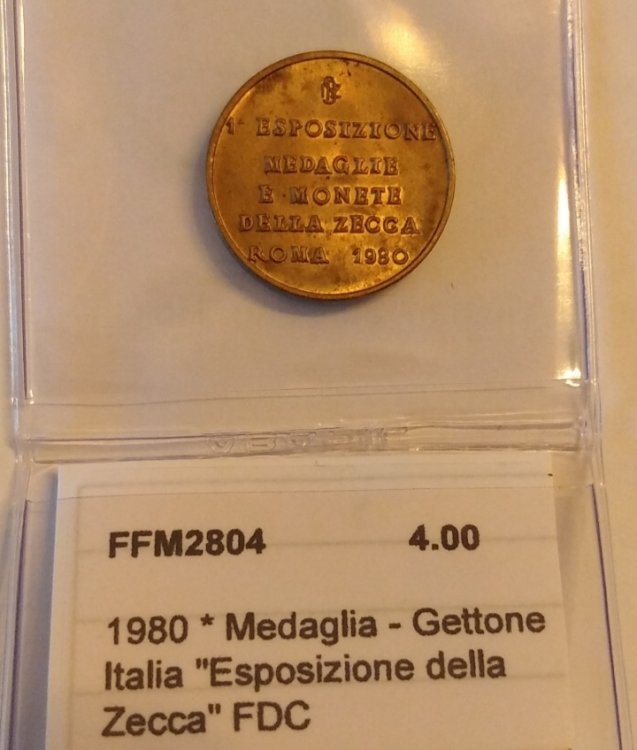 1ª ESPOSIZIONE
MEDAGLIE
E MONETE
DELLA ZECCA
ROMA 1980
FFM2804 4.00
1980 * Medaglia - Gettone
Italia "Esposizione della
Zecca" FDC